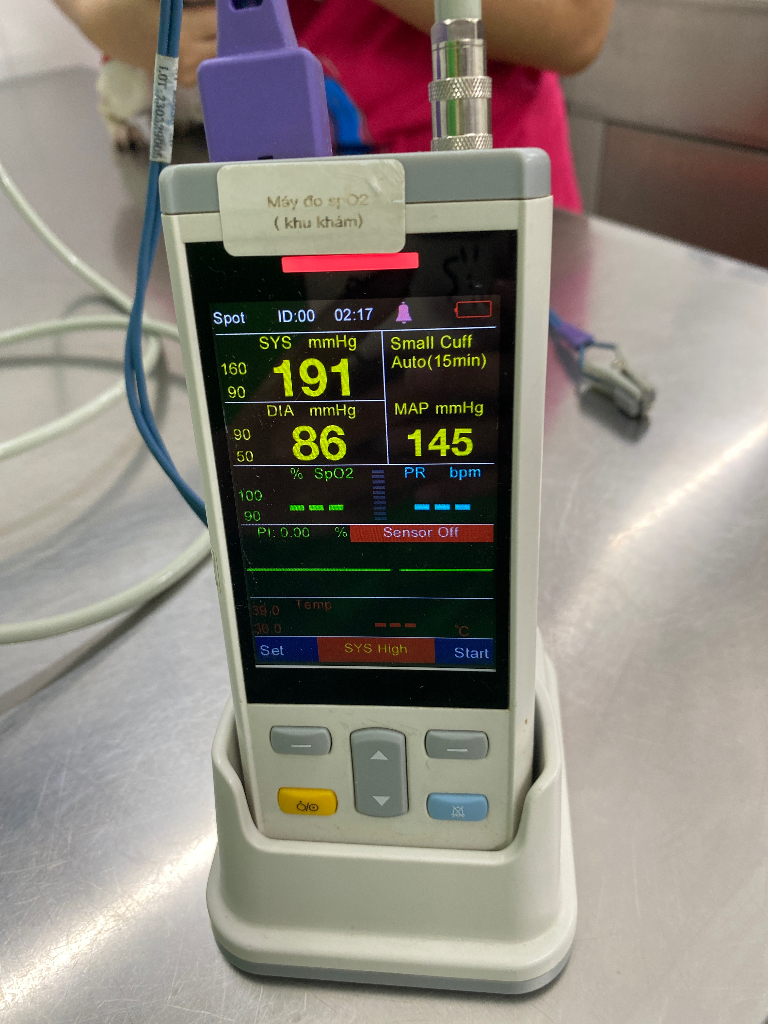 Máy đo spO2
( khu khám)
Spot ID:00 02:17
SYS mmHg
160
90
191
Small Cuff
Auto(15min)
DIA mmHg
90
50
86
MAP mmHg
145
% SpO2
100
90
---
PR bpm
---
PI: 0.00 %
Sensor Off
Temp
39.0
36.0
---
°C
Set
SYS High
Start